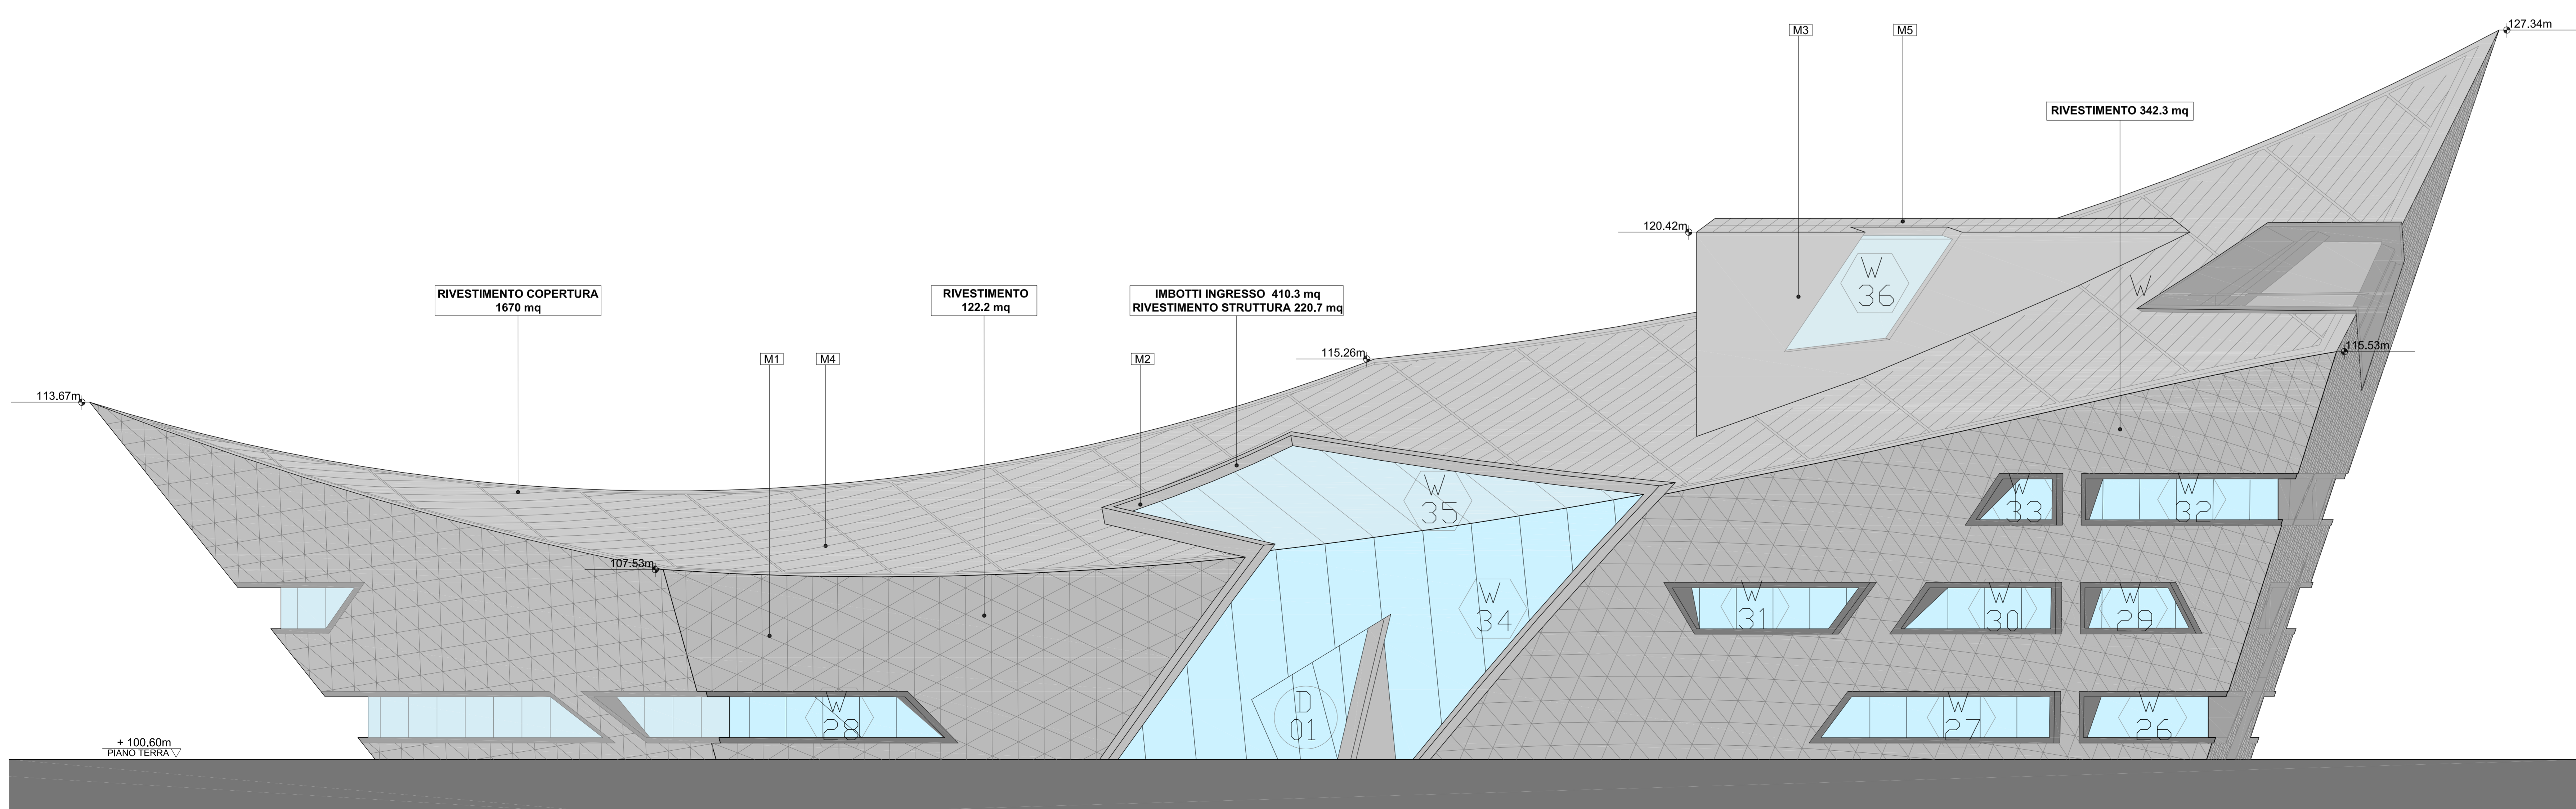 127.34m
M3
M5
RIVESTIMENTO 342.3 mq
120.42m
W
36
W
RIVESTIMENTO COPERTURA
1670 mq
RIVESTIMENTO
122.2 mq
IMBOTTI INGRESSO 410.3 mq
RIVESTIMENTO STRUTTURA 220.7 mq
115.26m
115.53m
M1
M4
M2
113.67m
W
35
W
33
W
32
107.53m
W
34
W
31
W
30
W
29
D
01
W
28
W
27
W
26
+ 100.60m
PIANO TERRA